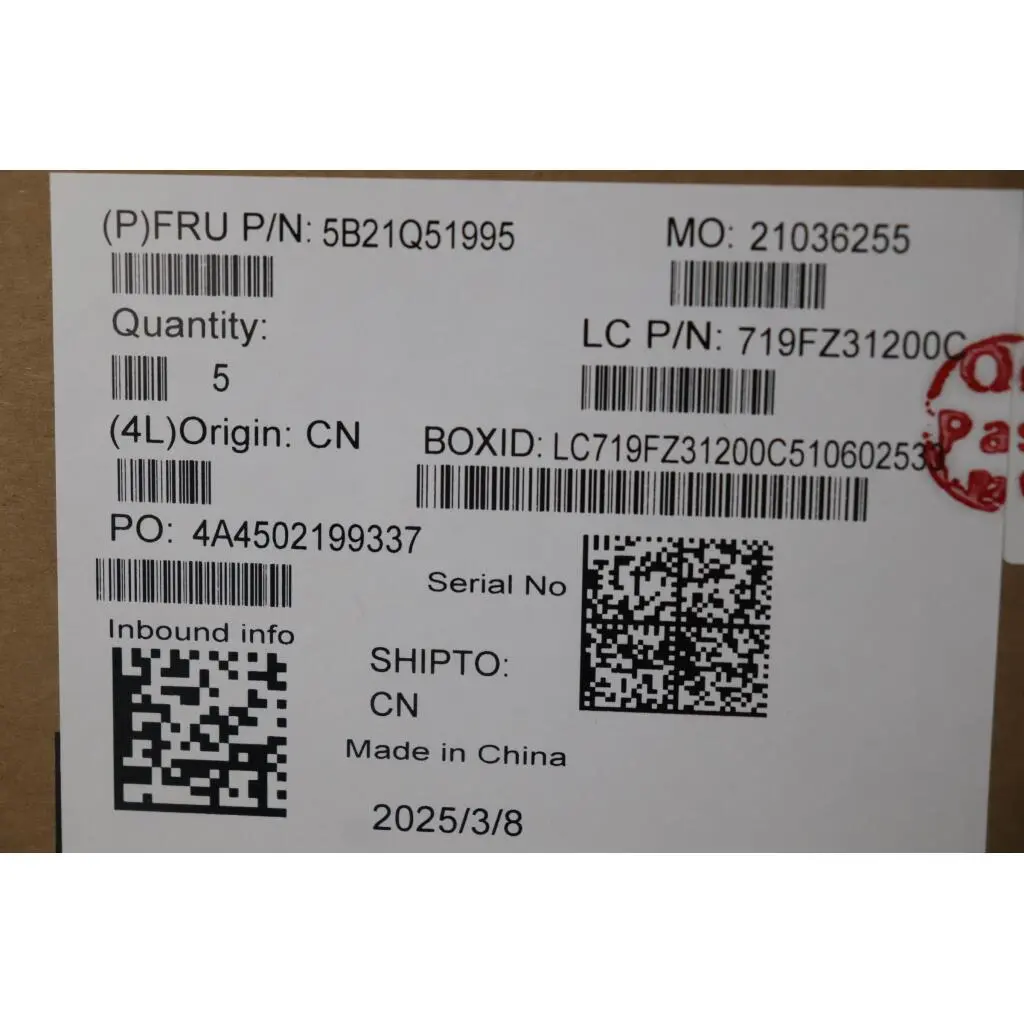 (P)FRU P/N: 5B21Q51995
MO: 21036255
Quantity:
5
LC P/N: 719FZ31200C
(4L)Origin: CN
BOXID: LC719FZ31200C51060253
PO: 4A4502199337
Serial No
Inbound info
SHIPTO:
CN
Made in China
2025/3/8